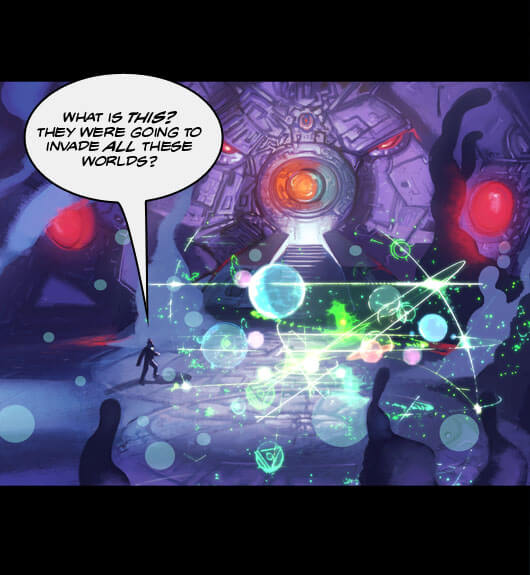 WHAT IS THIS?
THEY WERE GOING TO
INVADE ALL THESE
WORLDS?